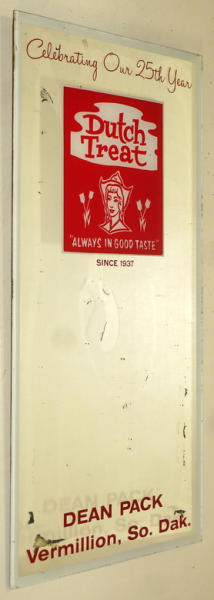 Celebrating Our 25th Year
Dutch
Treat
"ALWAYS IN GOOD TASTE"
SINCE 1937
DEAN PACK
Vermillion, So. Dak.